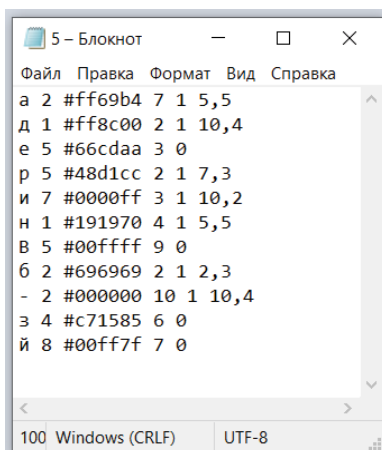 5 – Блокнот
Файл Правка Формат Вид Справка
а 2 #ff69b4 7 1 5,5
д 1 #ff8c00 2 1 10,4
е 5 #66cdaa 3 0
р 5 #48d1cc 2 1 7,3
и 7 #0000ff 3 1 10,2
н 1 #191970 4 1 5,5
В 5 #00ffff 9 0
б 2 #696969 2 1 2,3
- 2 #000000 10 1 10,4
з 4 #c71585 6 0
й 8 #00ff7f 7 0
100 Windows (CRLF) UTF-8